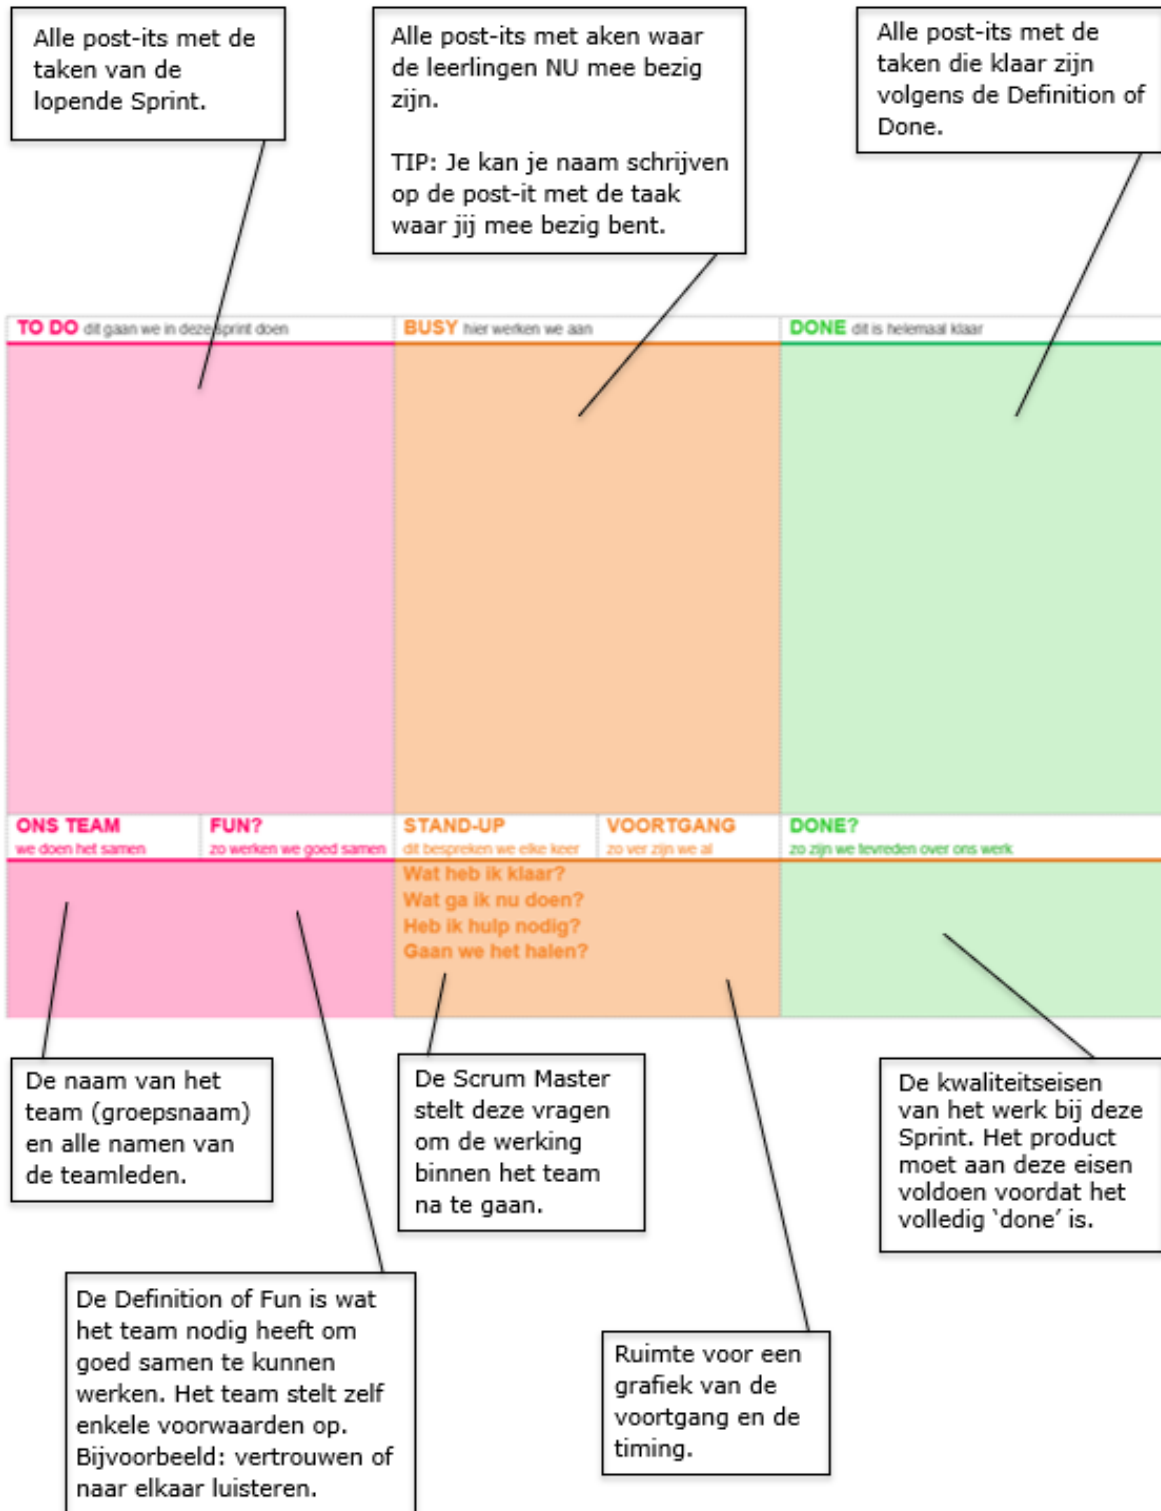 Alle post-its met de
taken van de
lopende Sprint.
Alle post-its met aken waar
de leerlingen NU mee bezig
zijn.
TIP: Je kan je naam schrijven
op de post-it met de taak
waar jij mee bezig bent.
Alle post-its met de
taken die klaar zijn
volgens de Definition of
Done.
TO DO dit gaan we in deze sprint doen
BUSY hier werken we aan
DONE dit is helemaal klaar
ONS TEAM
we doen het samen
FUN?
zo werken we goed samen
STAND-UP
dit bespreken we elke keer
VOORTGANG
zo ver zijn we al
DONE?
zo zijn we tevreden over ons werk
Wat heb ik klaar?
Wat ga ik nu doen?
Heb ik hulp nodig?
Gaan we het halen?
De naam van het
team (groepsnaam)
en alle namen van
de teamleden.
De Scrum Master
stelt deze vragen
om de werking
binnen het team
na te gaan.
De kwaliteitseisen
van het werk bij deze
Sprint. Het product
moet aan deze eisen
voldoen voordat het
volledig ‘done’ is.
De Definition of Fun is wat
het team nodig heeft om
goed samen te kunnen
werken. Het team stelt zelf
enkele voorwaarden op.
Bijvoorbeeld: vertrouwen of
naar elkaar luisteren.
Ruimte voor een
grafiek van de
voortgang en de
timing.